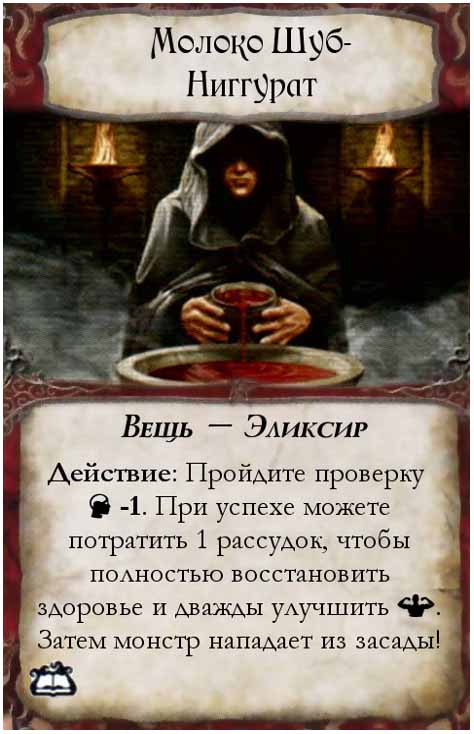 Молоко Шуб-
Ниггурат
Вещь — Эликсир
Действие: Пройдите проверку
-1. При успехе можете
потратить 1 рассудок, чтобы
полностью восстановить
здоровье и дважды улучшить .
Затем монстр нападает из засады!